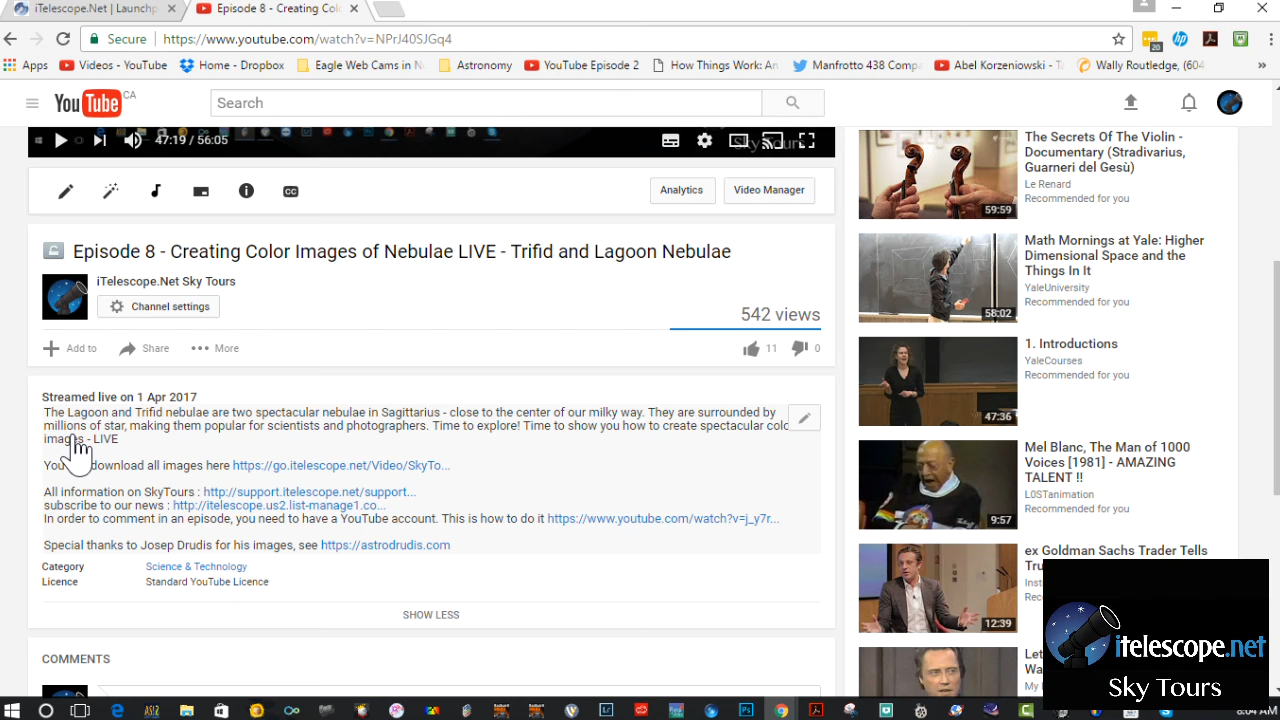 iTelescope.Net | Launchp
Episode 8 - Creating Colo
Secure
https://www.youtube.com/watch?v=NPrJ40SJGq4
20
Apps
Videos - YouTube
Home - Dropbox
Eagle Web Cams in N
Astronomy
YouTube Episode 2
How Things Work: An
Manfrotto 438 Comp
Abel Korzeniowski - T
Wally Routledge, (604
»
YouTube CA
Search
47:19 / 56:05
Sky Tours
CC
Analytics
Video Manager
Episode 8 - Creating Color Images of Nebulae LIVE - Trifid and Lagoon Nebulae
iTelescope.Net Sky Tours
Channel settings
542 views
Add to
Share
More
11
0
Streamed live on 1 Apr 2017
The Lagoon and Trifid nebulae are two spectacular nebulae in Sagittarius - close to the center of our milky way. They are surrounded by
millions of star, making them popular for scientists and photographers. Time to explore! Time to show you how to create spectacular colo
images - LIVE
You download all images here https://go.itelescope.net/Video/SkyTo...
All information on SkyTours : http://support.itelescope.net/support...
subscribe to our news : http://itelescope.us2.list-manage1.co...
In order to comment in an episode, you need to have a YouTube account. This is how to do it https://www.youtube.com/watch?v=j_y7r...
Special thanks to Josep Drudis for his images, see https://astrodrudis.com
Category Science & Technology
Licence Standard YouTube Licence
SHOW LESS
COMMENTS
The Secrets Of The Violin -
Documentary (Stradivarius,
Guarneri del Gesù)
Le Renard
Recommended for you
59:59
Math Mornings at Yale: Higher
Dimensional Space and the
Things In It
YaleUniversity
Recommended for you
58:02
1. Introductions
YaleCourses
Recommended for you
47:36
Mel Blanc, The Man of 1000
Voices [1981] - AMAZING
TALENT !!
L0STanimation
Recommended for you
9:57
ex Goldman Sachs Trader Tells
Tru
Inst
Rec
12:39
Let
Wa
My
itelescope.net
Sky Tours
8:04 AM